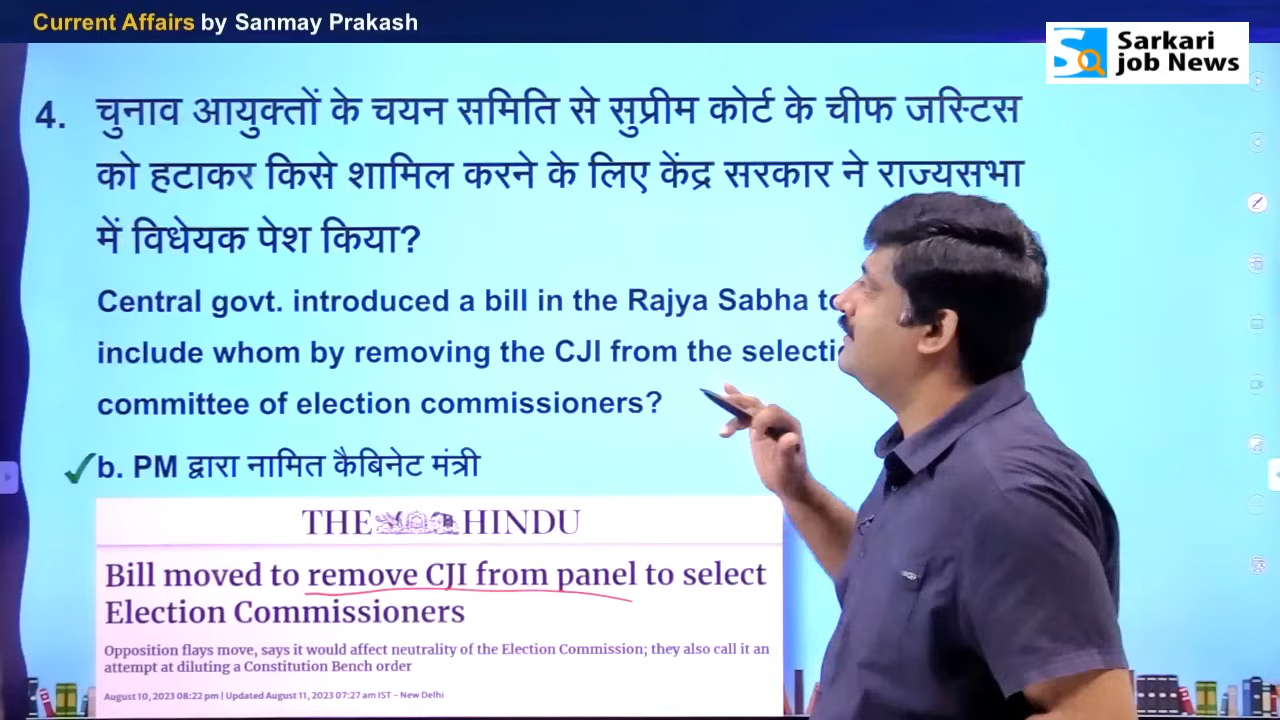 Current Affairs by Sanmay Prakash
Sarkari
job News
4. चुनाव आयुक्तों के चयन समिति से सुप्रीम कोर्ट के चीफ जस्टिस
को हटाकर किसे शामिल करने के लिए केंद्र सरकार ने राज्यसभा
में विधेयक पेश किया?
Central govt. introduced a bill in the Rajya Sabha
include whom by removing the CJI from the
committee of election commissioners?
b. PM द्वारा नामित कैबिनेट मंत्री
THE HINDU
Bill moved to remove CJI from panel to select
Election Commissioners
Opposition flays move, says it would affect neutrality of the Election Commission; they also call it an
attempt at diluting a Constitution Bench order
August 10, 2023 08:22 pm | Updated August 11, 2023 07:27 am IST - New Delhi